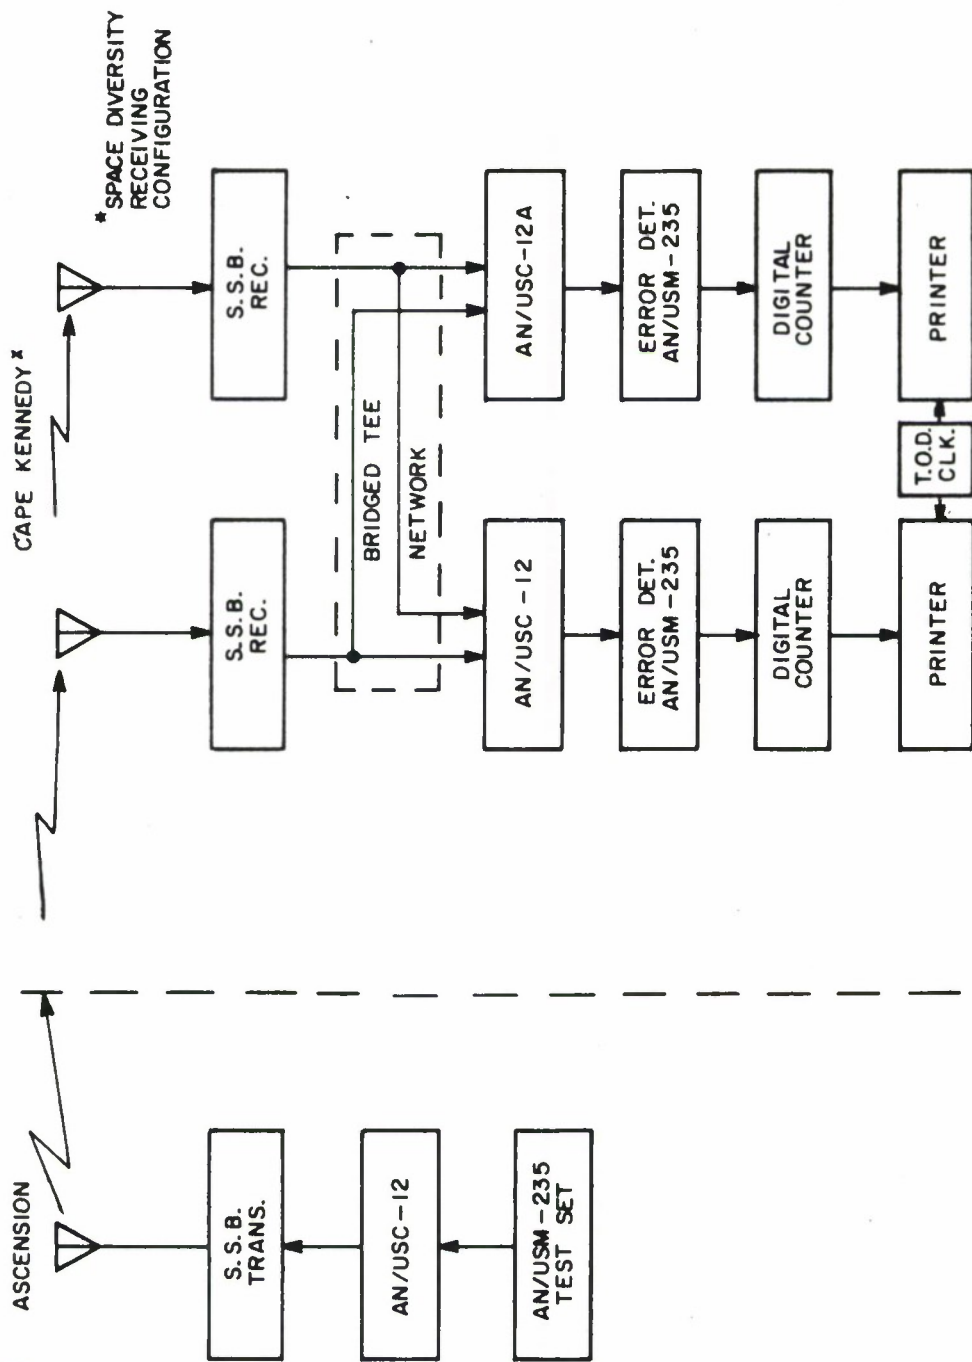 ASCENSION
S.S.B.
TRANS.
AN/USC-12
AN/USM-235
TEST SET
CAPE KENNEDY*
*SPACE DIVERSITY
RECEIVING
CONFIGURATION
S.S.B.
REC.
S.S.B.
REC.
BRIDGED TEE
NETWORK
AN/USC-12
AN/USC-12A
ERROR DET.
AN/USM-235
ERROR DET.
AN/USM-235
DIGITAL
COUNTER
DIGITAL
COUNTER
PRINTER
T.O.D.
CLK.
PRINTER